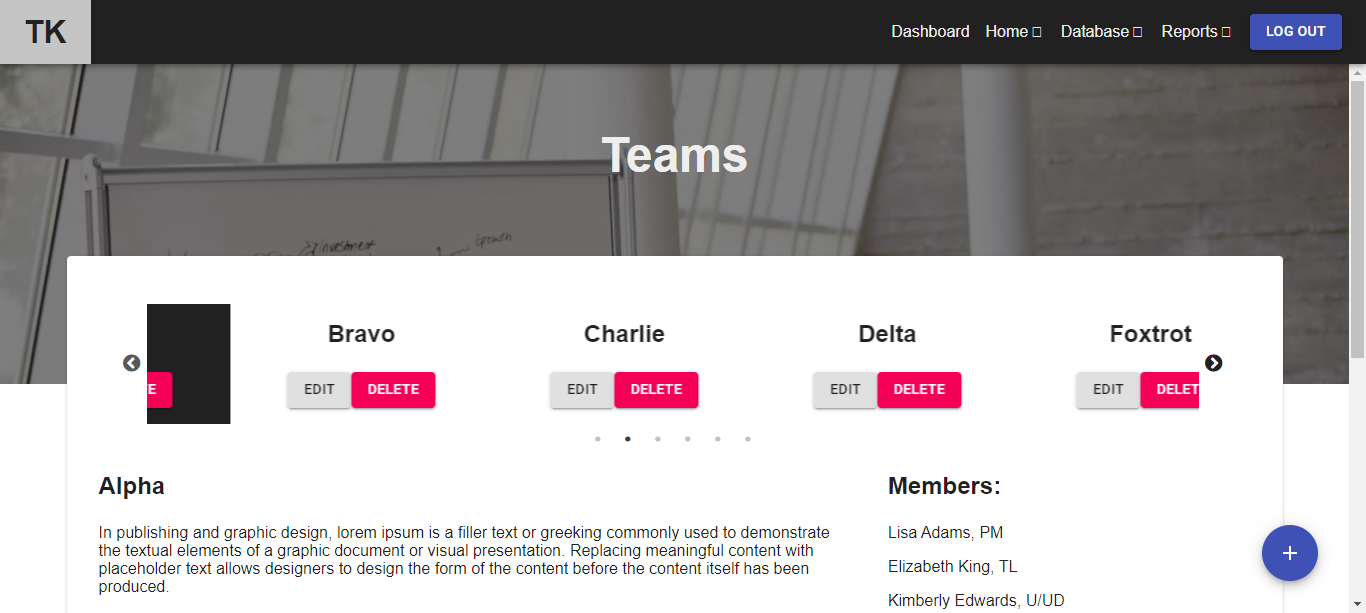 TK
Dashboard Home Database Reports LOG OUT
Teams
Investment
Growth
Bravo Charlie Delta Foxtrot
E EDIT DELETE EDIT DELETE EDIT DELETE EDIT DELET
Alpha
In publishing and graphic design, lorem ipsum is a filler text or greeking commonly used to demonstrate
the textual elements of a graphic document or visual presentation. Replacing meaningful content with
placeholder text allows designers to design the form of the content before the content itself has been
produced.
Members:
Lisa Adams, PM
Elizabeth King, TL
Kimberly Edwards, U/UD
+